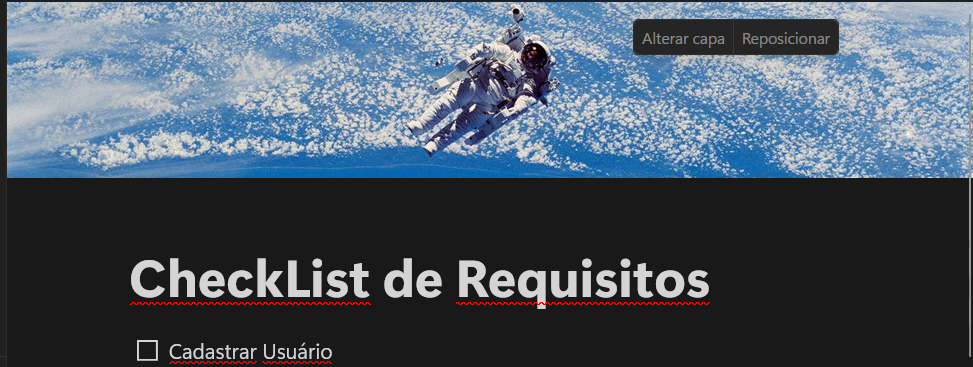 Alterar capa Reposicionar
CheckList de Requisitos
Cadastrar Usuário